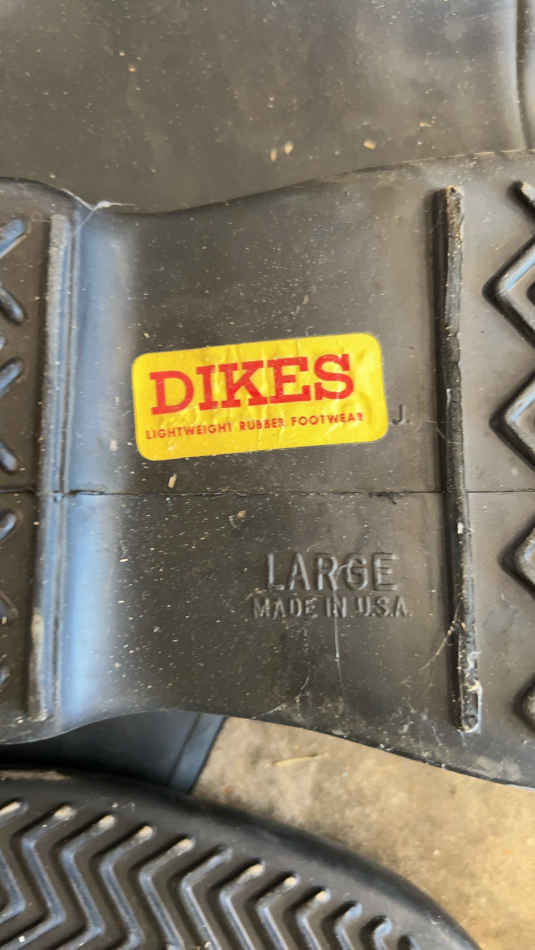 DIKES
LIGHTWEIGHT RUBBER FOOTWEAR
J.
LARGE
MADE IN U.S.A.